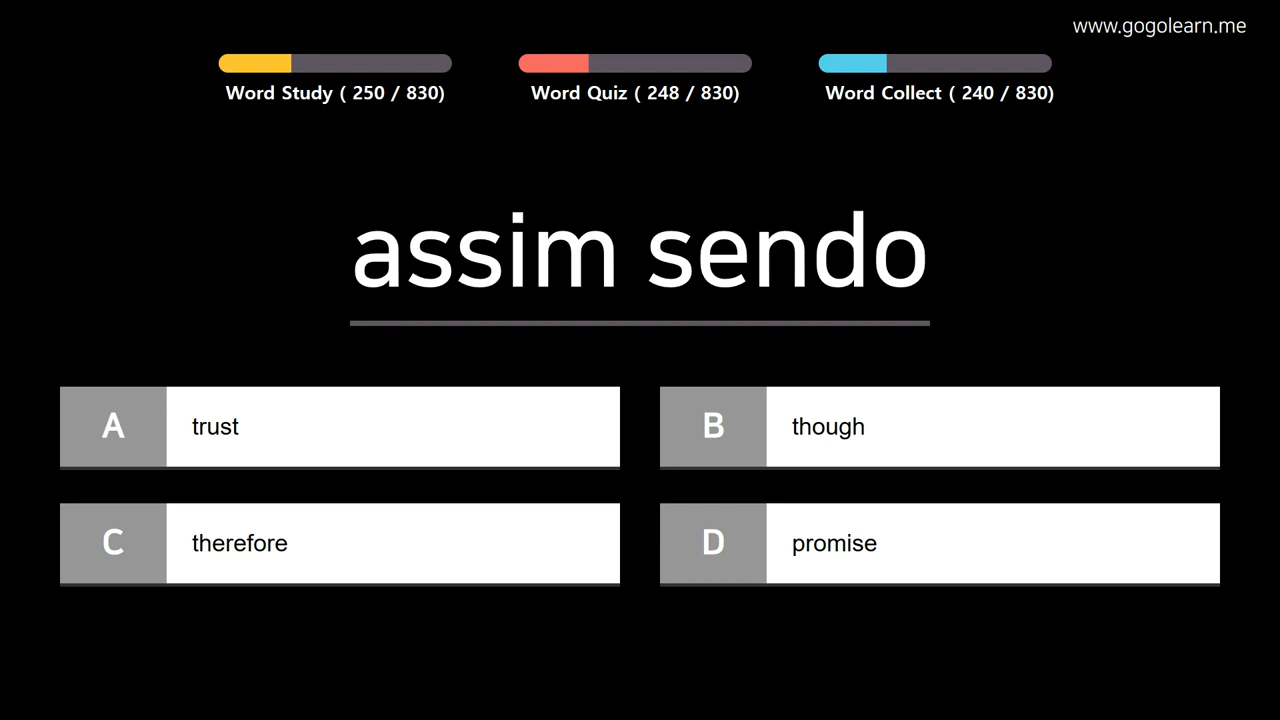 www.gogolearn.me
Word Study ( 250 / 830)
Word Quiz ( 248 / 830)
Word Collect ( 240 / 830)
assim sendo
A
trust
B
though
C
therefore
D
promise